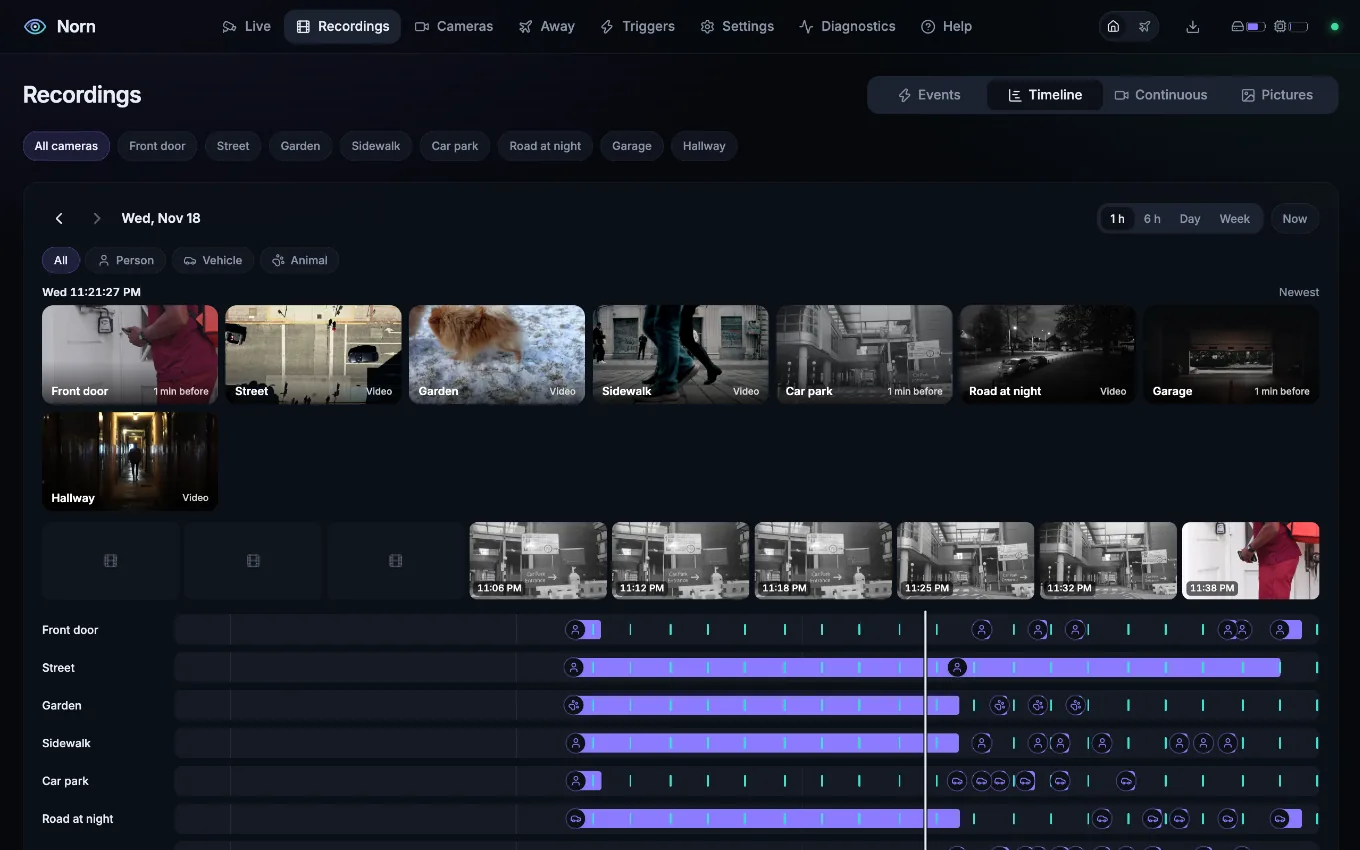 Norn
Live
Recordings
Cameras
Away
Triggers
Settings
Diagnostics
Help
Recordings
Events
Timeline
Continuous
Pictures
All cameras
Front door
Street
Garden
Sidewalk
Car park
Road at night
Garage
Hallway
Wed, Nov 18
1 h
6 h
Day
Week
Now
All
Person
Vehicle
Animal
Wed 11:21:27 PM
Newest
Front door
1 min before
Street
Video
Garden
Video
Sidewalk
Video
Car park
1 min before
Road at night
Video
Garage
1 min before
Hallway
Video
Car Park
Entrance
11:06 PM
11:12 PM
11:18 PM
11:25 PM
11:32 PM
11:38 PM
Front door
Street
Garden
Sidewalk
Car park
Road at night